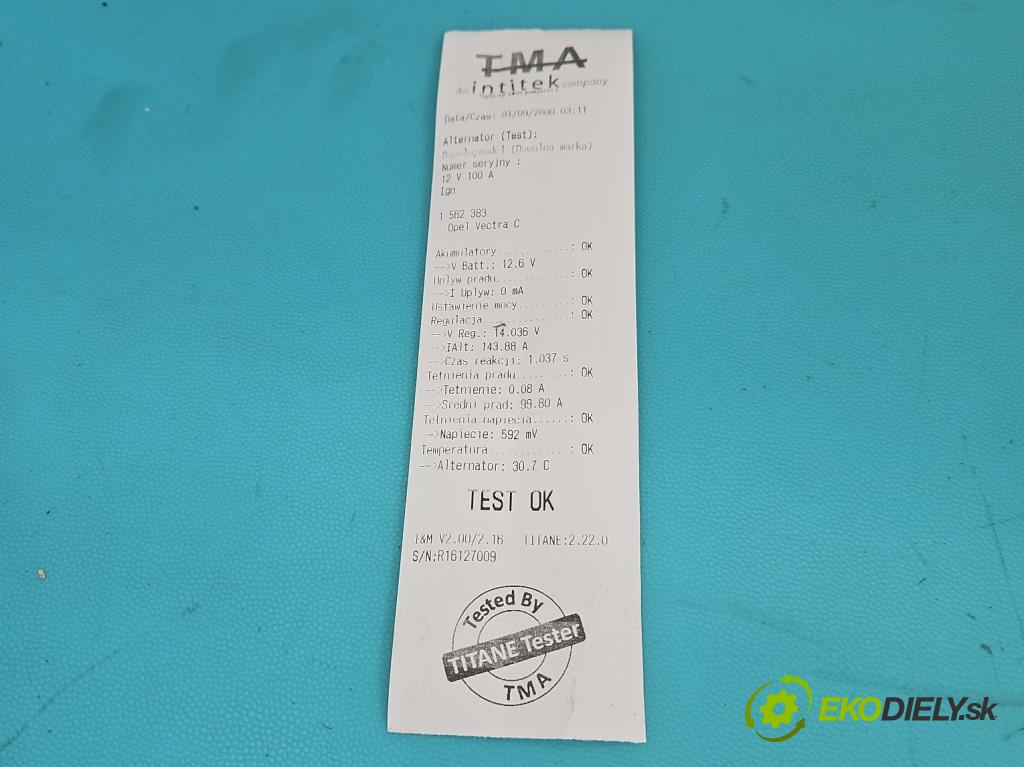 TMA
An intitek company
Data/Czas: 01/09/2000 03:11
Alternator (Test):
(Dowolna marka)
Numer seryjny :
12 V 100 A
Ign
1 562 383
Opel Vectra C
Akumulatory ...........: OK
-->V Batt.: 12.6 V
Uplyw pradu............: OK
-->I Uplyw: 0 mA
Ustawienie mocy........: OK
Regulacja..............: OK
-->V Reg.: 14.036 V
-->IAlt: 143.88 A
-->Czas reakcji: 1.037 s
Tetnienia pradu........: OK
-->Tetnienie: 0.08 A
-->Sredni prad: 99.80 A
Tetnienia napiecia......: OK
->Napiecie: 592 mV
Temperatura............: OK
-->Alternator: 30.7 C
TEST OK
I&M V2.00/2.16 TITANE:2.22.0
S/N:R16127009
Tested By
TITANE Tester
TMA
EKODIELY.sk